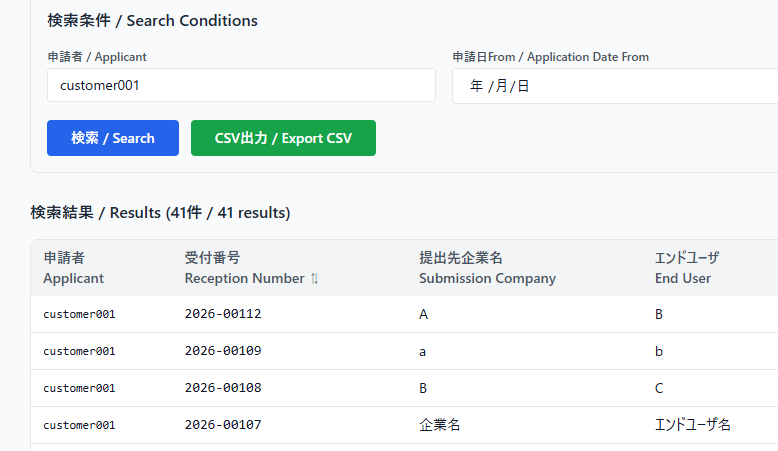 検索条件 / Search Conditions
申請者 / Applicant
申請日From / Application Date From
customer001
年 /月/日
検索 / Search
CSV出力 / Export CSV
検索結果 / Results (41件 / 41 results)
申請者 受付番号 提出先企業名 エンドユーザ
Applicant Reception Number ⇅ Submission Company End User
customer001 2026-00112 A B
customer001 2026-00109 a b
customer001 2026-00108 B C
customer001 2026-00107 企業名 エンドユーザ名